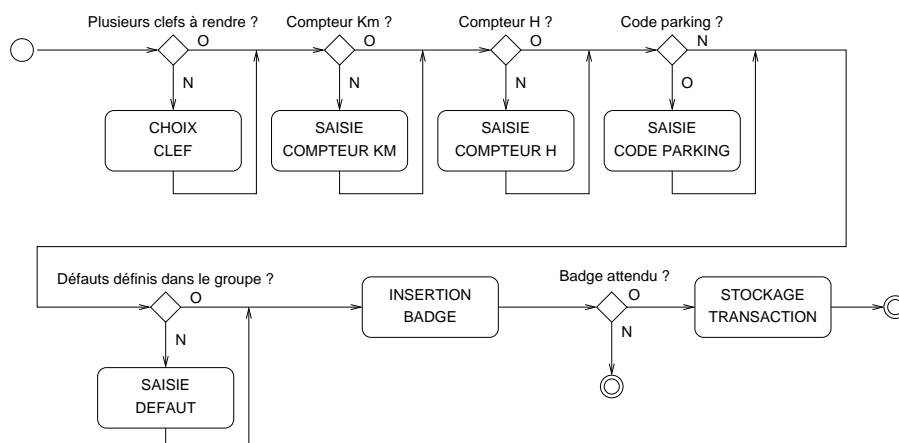 Plusieurs clefs à rendre ?
Compteur Km ?
Compteur H ?
Code parking ?
O
O
O
N
N
N
N
O
CHOIX
CLEF
SAISIE
COMPTEUR KM
SAISIE
COMPTEUR H
SAISIE
CODE PARKING
Défauts définis dans le groupe ?
Badge attendu ?
O
INSERTION
BADGE
O
STOCKAGE
TRANSACTION
N
N
SAISIE
DEFAUT